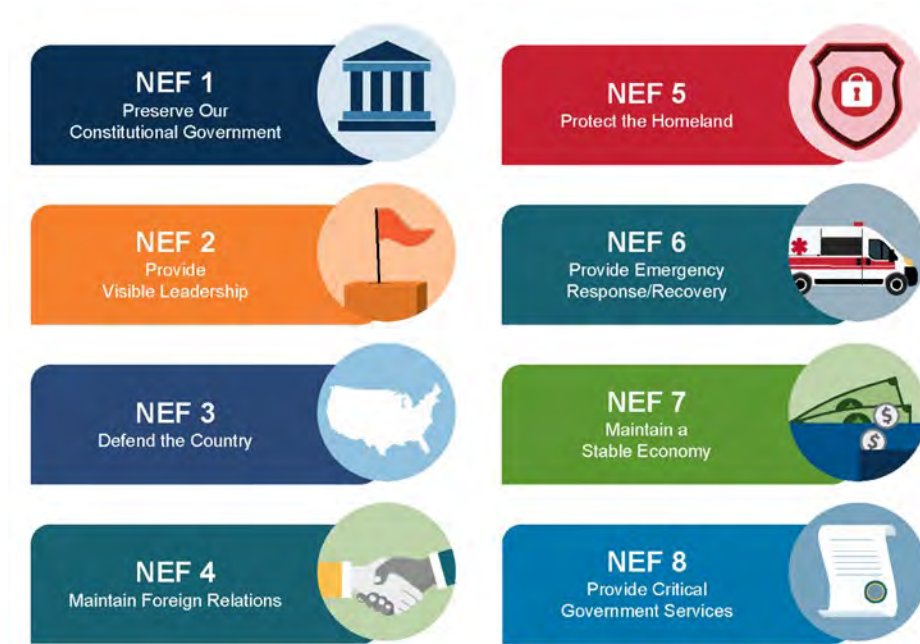 NEF 1
Preserve Our
Constitutional Government
NEF 2
Provide
Visible Leadership
NEF 3
Defend the Country
NEF 4
Maintain Foreign Relations
NEF 5
Protect the Homeland
NEF 6
Provide Emergency
Response/Recovery
NEF 7
Maintain a
Stable Economy
$
$
NEF 8
Provide Critical
Government Services